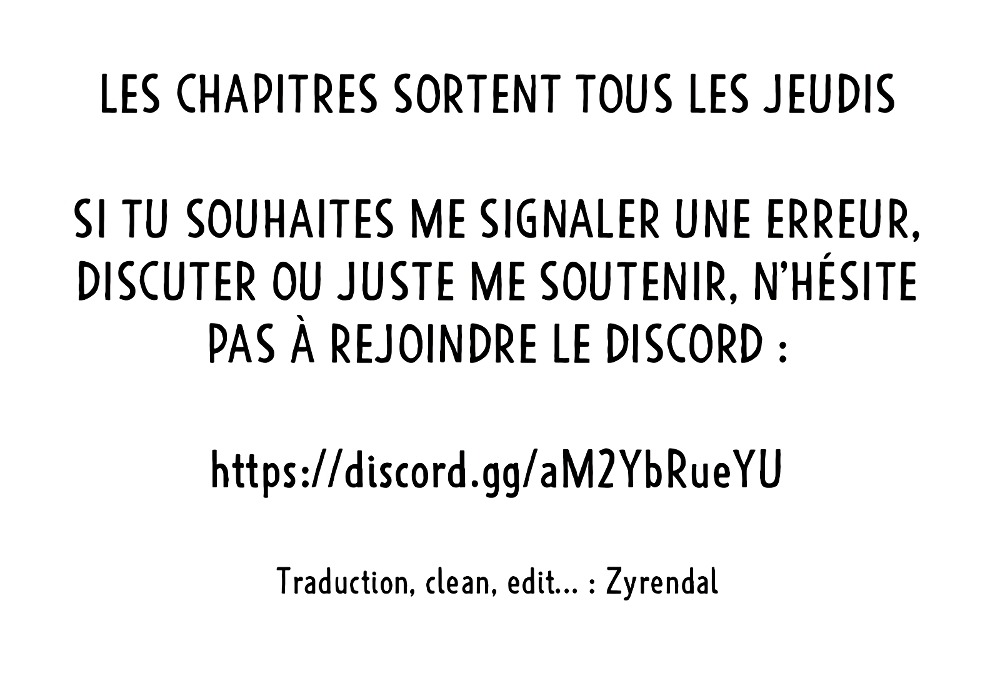 LES CHAPITRES SORTENT TOUS LES JEUDIS
SI TU SOUHAITES ME SIGNALER UNE ERREUR,
DISCUTER OU JUSTE ME SOUTENIR, N'HÉSITE
PAS À REJOINDRE LE DISCORD :
https://discord.gg/aM2YbRueYU
Traduction, clean, edit... : Zyrendal